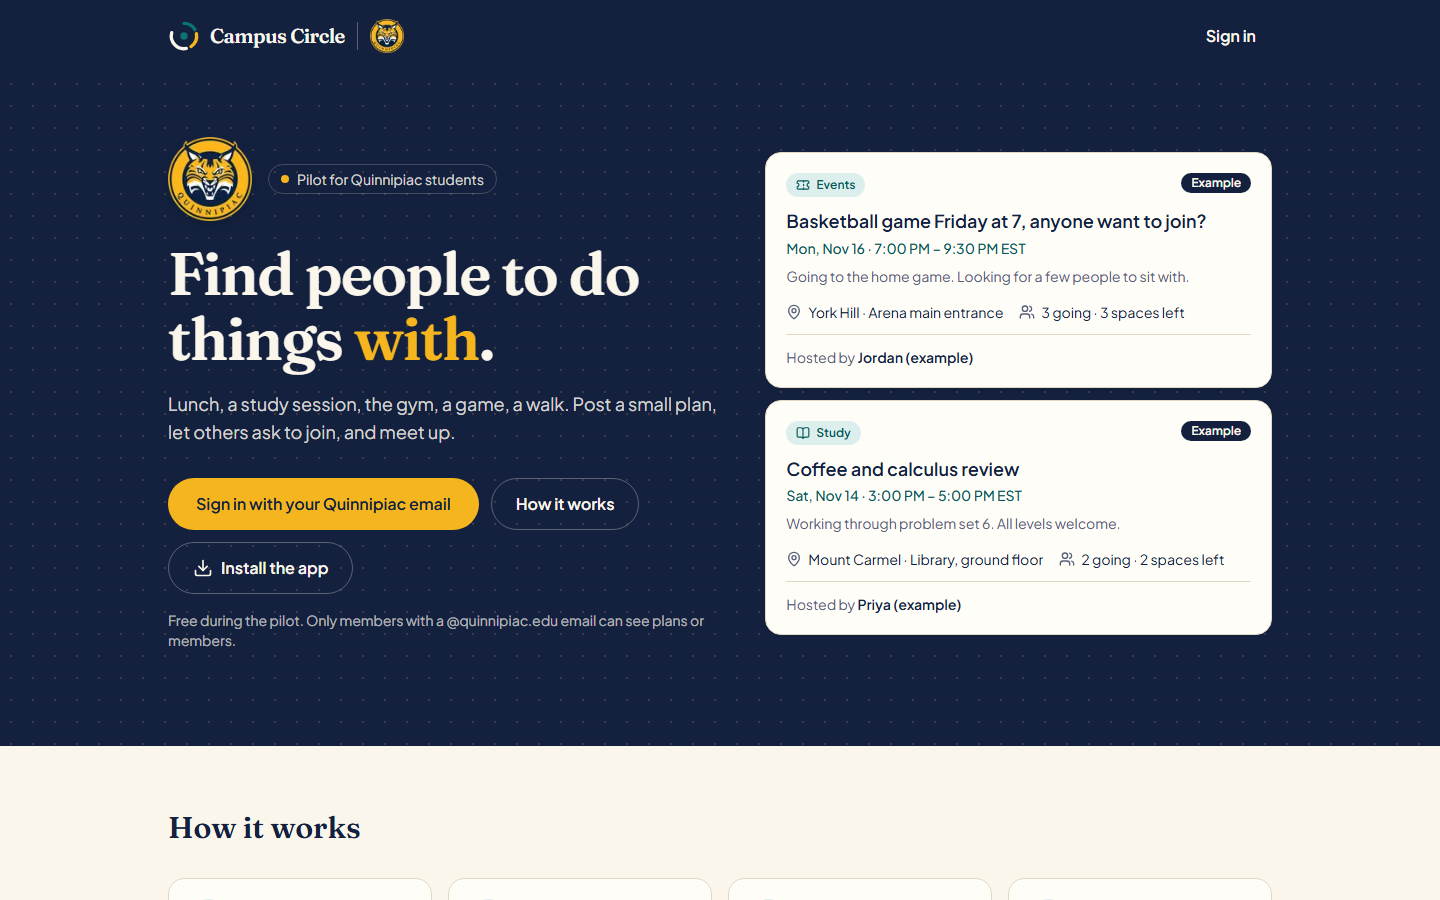 Campus Circle
Sign in
QUINNIPIAC
Pilot for Quinnipiac students
Find people to do
things with.
Lunch, a study session, the gym, a game, a walk. Post a small plan,
let others ask to join, and meet up.
Sign in with your Quinnipiac email
How it works
Install the app
Free during the pilot. Only members with a @quinnipiac.edu email can see plans or
members.
Events
Example
Basketball game Friday at 7, anyone want to join?
Mon, Nov 16 · 7:00 PM – 9:30 PM EST
Going to the home game. Looking for a few people to sit with.
York Hill · Arena main entrance
3 going · 3 spaces left
Hosted by Jordan (example)
Study
Example
Coffee and calculus review
Sat, Nov 14 · 3:00 PM – 5:00 PM EST
Working through problem set 6. All levels welcome.
Mount Carmel · Library, ground floor
2 going · 2 spaces left
Hosted by Priya (example)
How it works